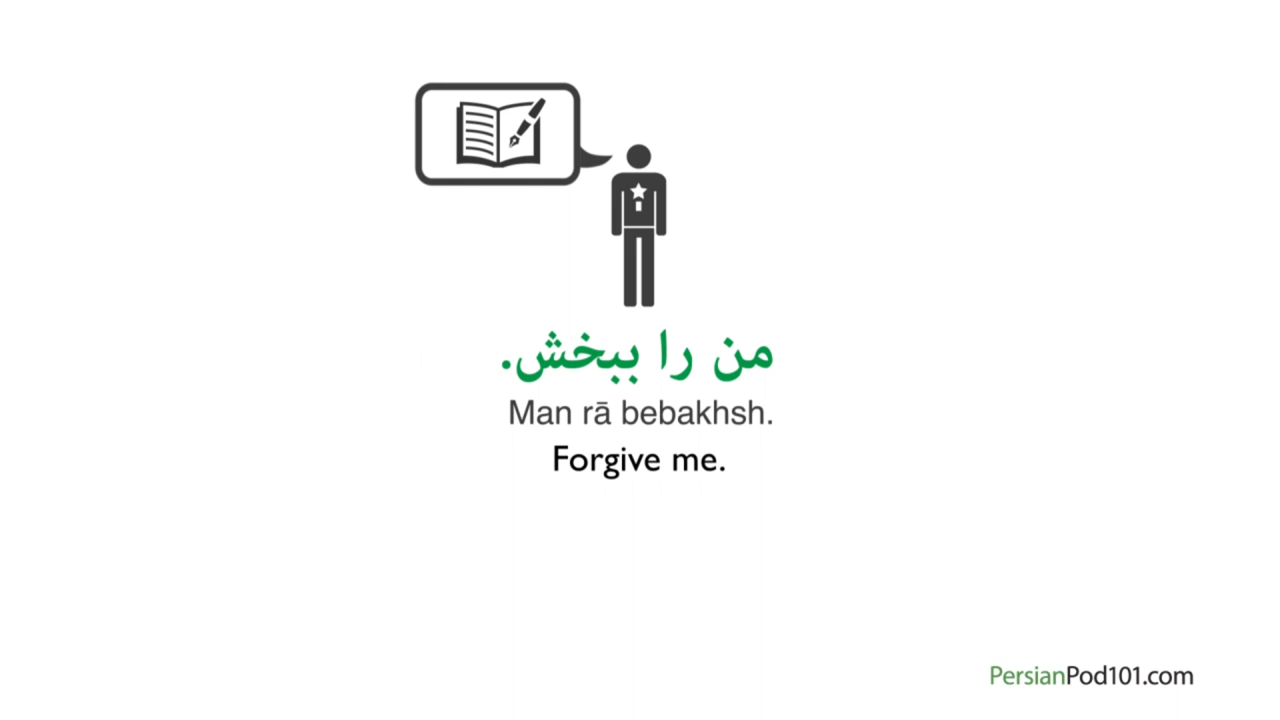 من را ببخش.
Man rā bebakhsh.
Forgive me.
PersianPod101.com